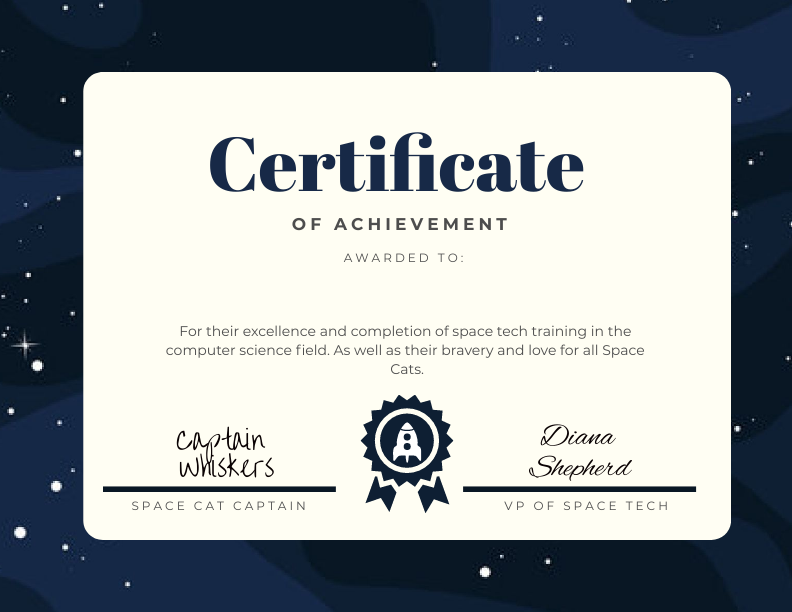 Certificate
OF ACHIEVEMENT
AWARDED TO:
For their excellence and completion of space tech training in the
computer science field. As well as their bravery and love for all Space
Cats.
Captain
Whiskers
Diana
Shepherd
SPACE CAT CAPTAIN
VP OF SPACE TECH